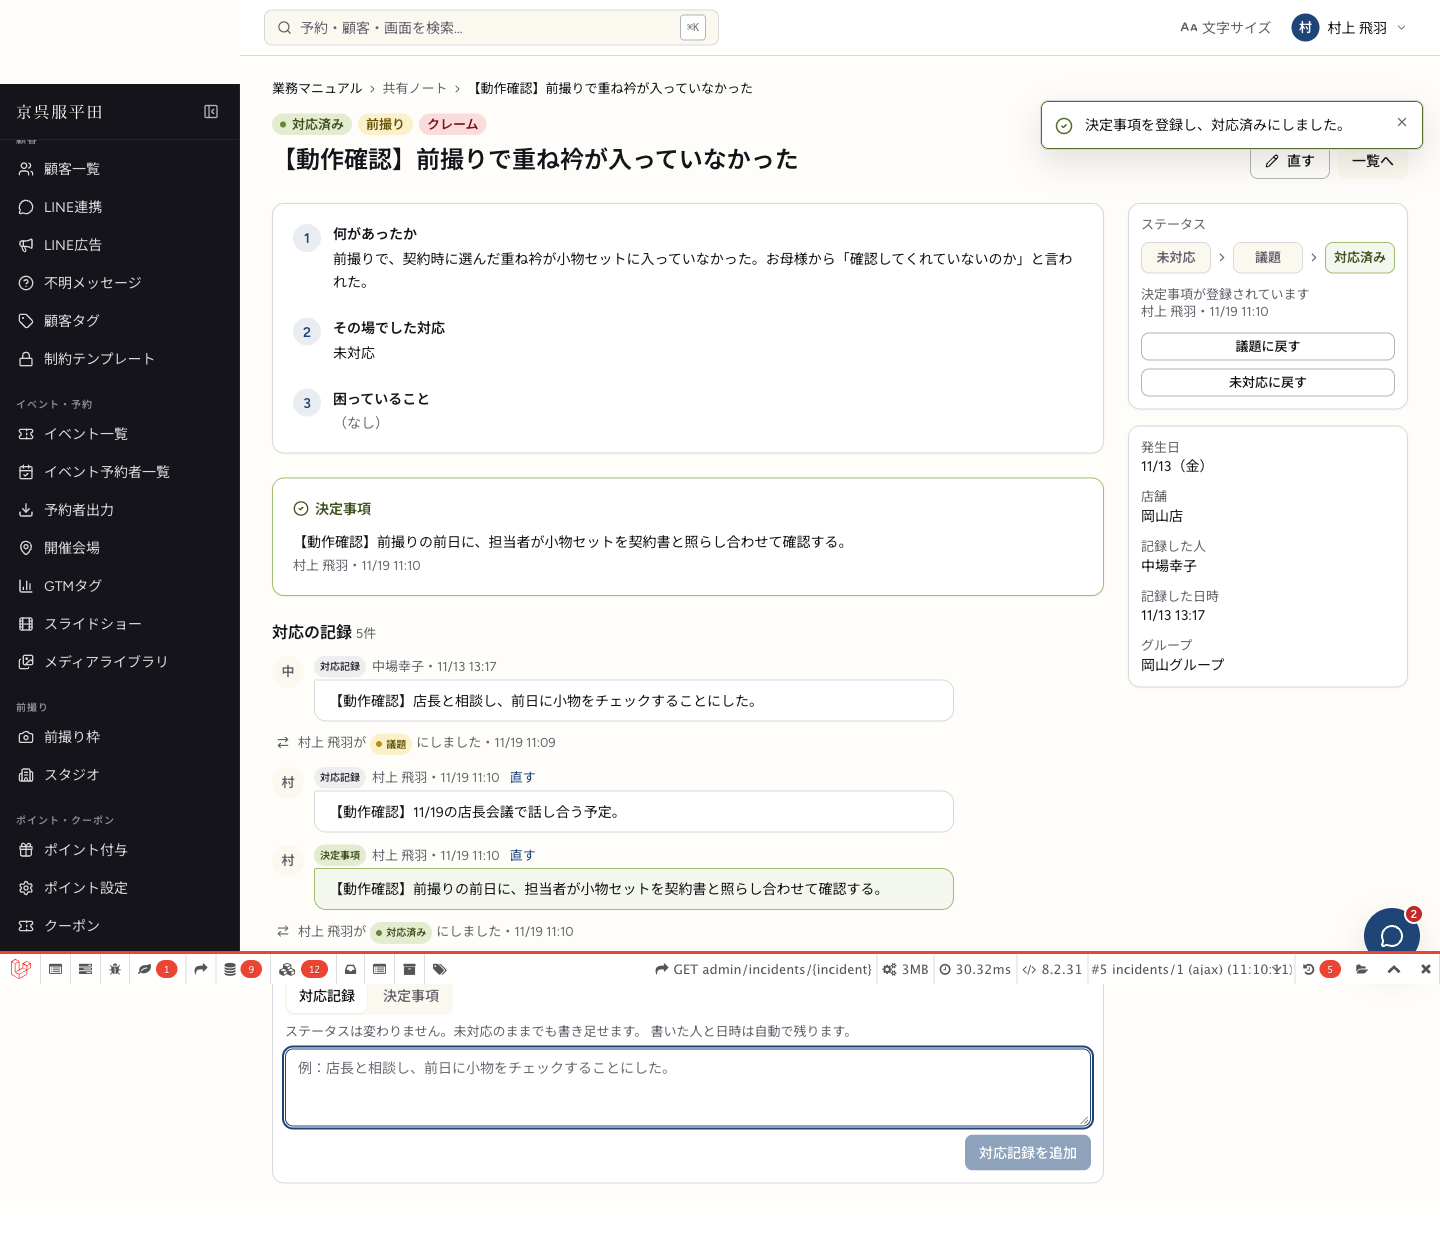 予約・顧客・画面を検索...
⌘K
文字サイズ
村
村上 飛羽
京呉服平田
顧客一覧
LINE連携
LINE広告
不明メッセージ
顧客タグ
制約テンプレート
イベント・予約
イベント一覧
イベント予約者一覧
予約者出力
開催会場
GTMタグ
スライドショー
メディアライブラリ
前撮り
前撮り枠
スタジオ
ポイント・クーポン
ポイント付与
ポイント設定
クーポン
業務マニュアル
共有ノート
【動作確認】前撮りで重ね衿が入っていなかった
対応済み
前撮り
クレーム
【動作確認】前撮りで重ね衿が入っていなかった
決定事項を登録し、対応済みにしました。
直す
一覧へ
1
何があったか
前撮りで、契約時に選んだ重ね衿が小物セットに入っていなかった。お母様から「確認してくれていないのか」と言わ
れた。
2
その場でした対応
未対応
3
困っていること
（なし）
決定事項
【動作確認】前撮りの前日に、担当者が小物セットを契約書と照らし合わせて確認する。
村上 飛羽・11/19 11:10
対応の記録 5件
中
対応記録 中場幸子・11/13 13:17
【動作確認】店長と相談し、前日に小物をチェックすることにした。
村上 飛羽が 議題 にしました・11/19 11:09
村
対応記録 村上 飛羽・11/19 11:10 直す
【動作確認】11/19の店長会議で話し合う予定。
村
決定事項 村上 飛羽・11/19 11:10 直す
【動作確認】前撮りの前日に、担当者が小物セットを契約書と照らし合わせて確認する。
村上 飛羽が 対応済み にしました・11/19 11:10
ステータス
未対応
議題
対応済み
決定事項が登録されています
村上 飛羽・11/19 11:10
議題に戻す
未対応に戻す
発生日
11/13（金）
店舗
岡山店
記録した人
中場幸子
記録した日時
11/13 13:17
グループ
岡山グループ
2
1
9
12
GET admin/incidents/{incident}
3MB
30.32ms
8.2.31
#5 incidents/1 (ajax) (11:10:11)
5
対応記録
決定事項
ステータスは変わりません。未対応のままでも書き足せます。 書いた人と日時は自動で残ります。
例：店長と相談し、前日に小物をチェックすることにした。
対応記録を追加